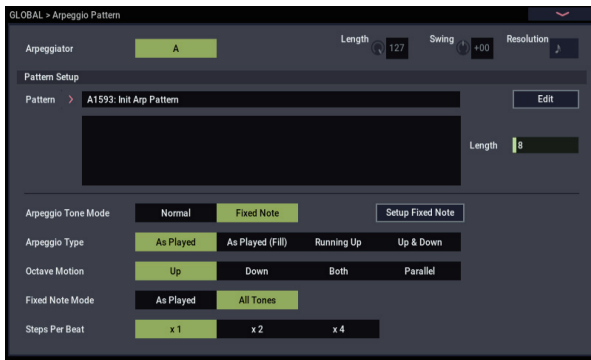 GLOBAL > Arpeggio Pattern
Arpeggiator A Length 127 Swing +00 Resolution
Pattern Setup
Pattern > A1593: Init Arp Pattern Edit
Length 8
Arpeggio Tone Mode Normal Fixed Note Setup Fixed Note
Arpeggio Type As Played As Played (Fill) Running Up Up & Down
Octave Motion Up Down Both Parallel
Fixed Note Mode As Played All Tones
Steps Per Beat x 1 x 2 x 4